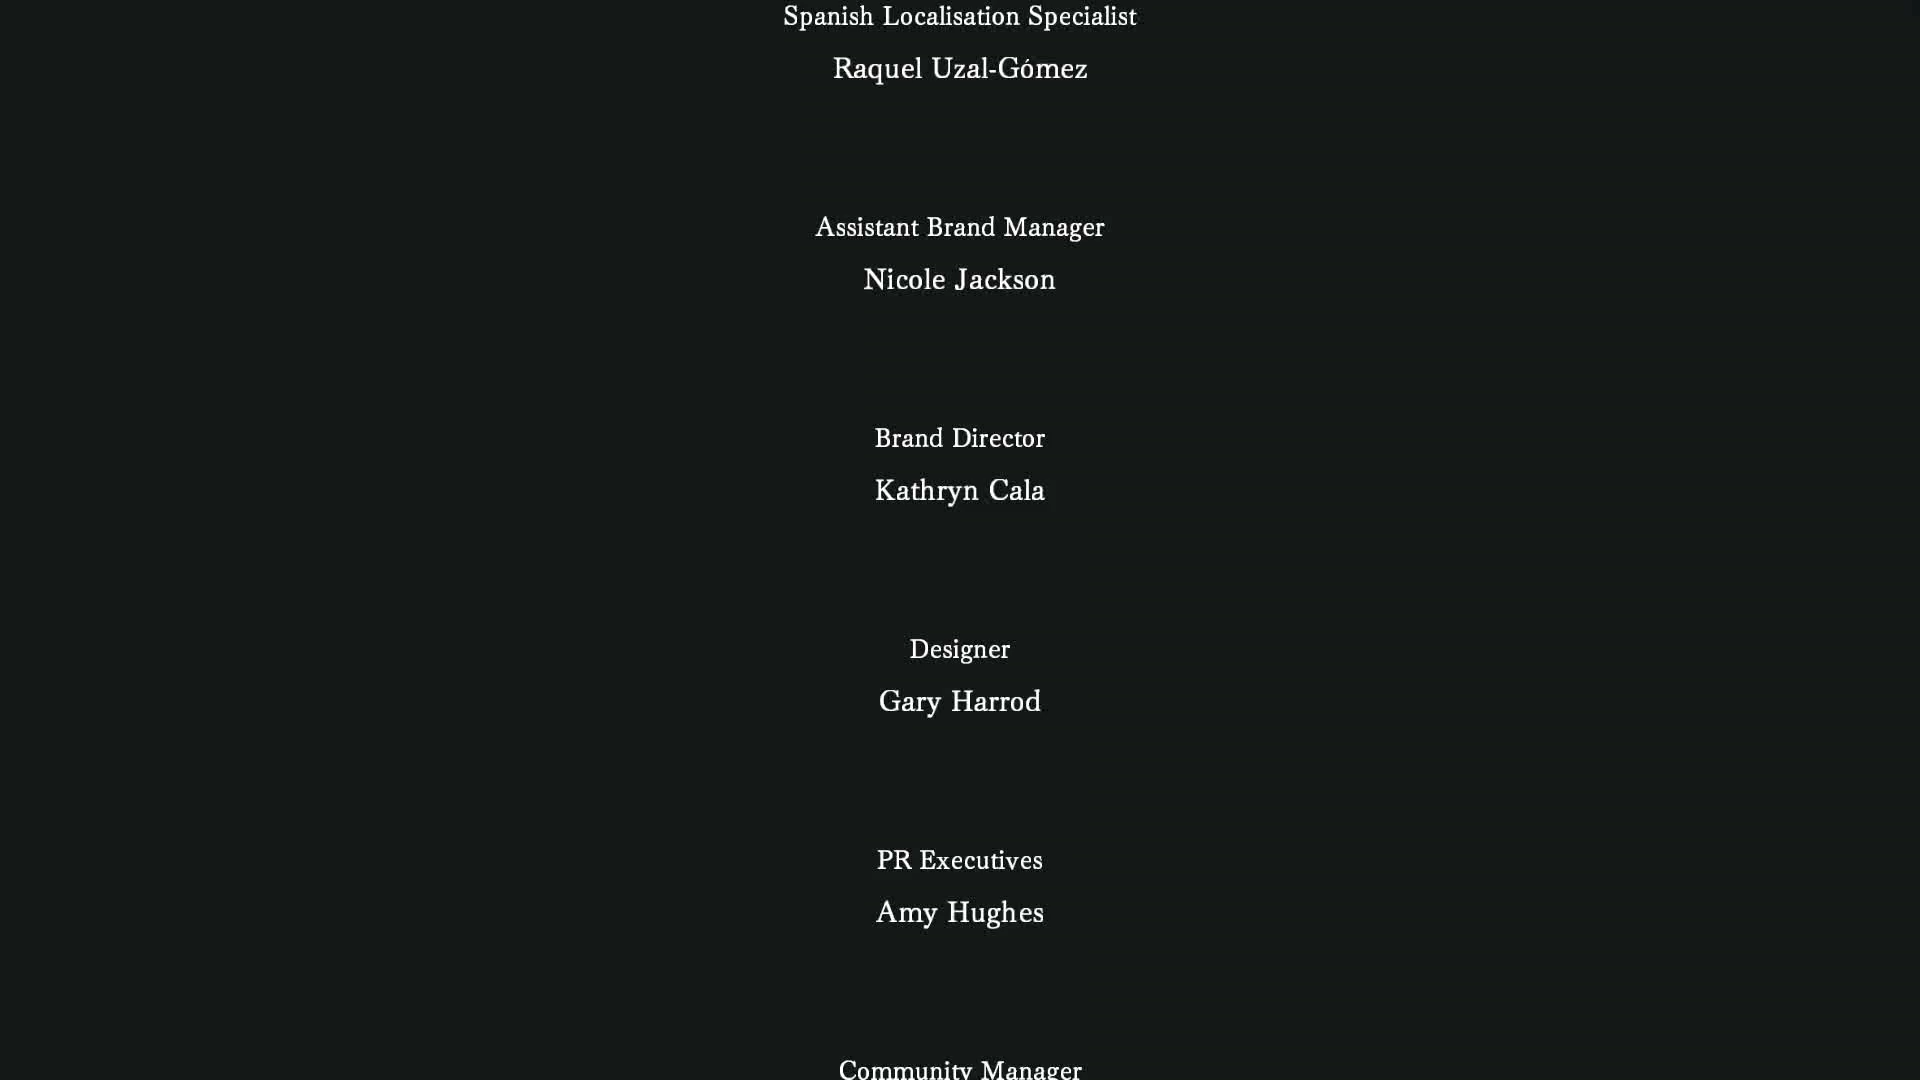 Spanish Localisation Specialist
Raquel Uzal-Gómez
Assistant Brand Manager
Nicole Jackson
Brand Director
Kathryn Cala
Designer
Gary Harrod
PR Executives
Amy Hughes
Community Manager